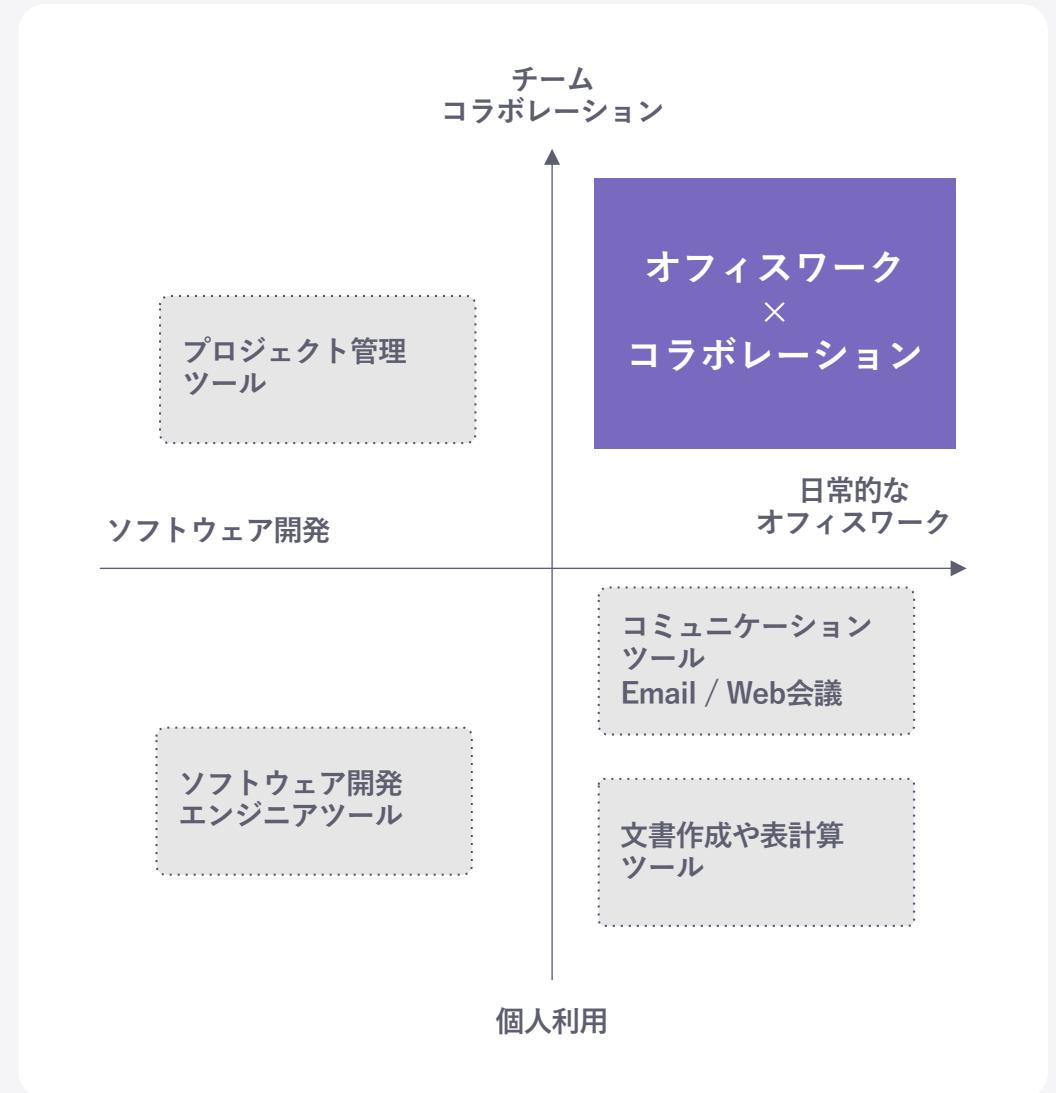 チーム
コラボレーション
オフィスワーク
×
コラボレーション
プロジェクト管理
ツール
日常的な
オフィスワーク
ソフトウェア開発
コミュニケーション
ツール
Email / Web会議
ソフトウェア開発
エンジニアツール
文書作成や表計算
ツール
個人利用